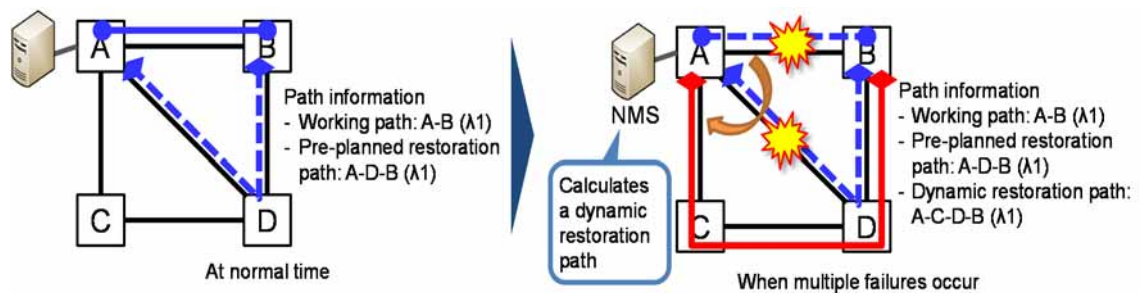 A
B
C
D
Path information
- Working path: A-B (λ1)
- Pre-planned restoration
path: A-D-B (λ1)
At normal time
NMS
Calculates
a dynamic
restoration
path
A
B
C
D
Path information
- Working path: A-B (λ1)
- Pre-planned restoration
path: A-D-B (λ1)
- Dynamic restoration path:
A-C-D-B (λ1)
When multiple failures occur